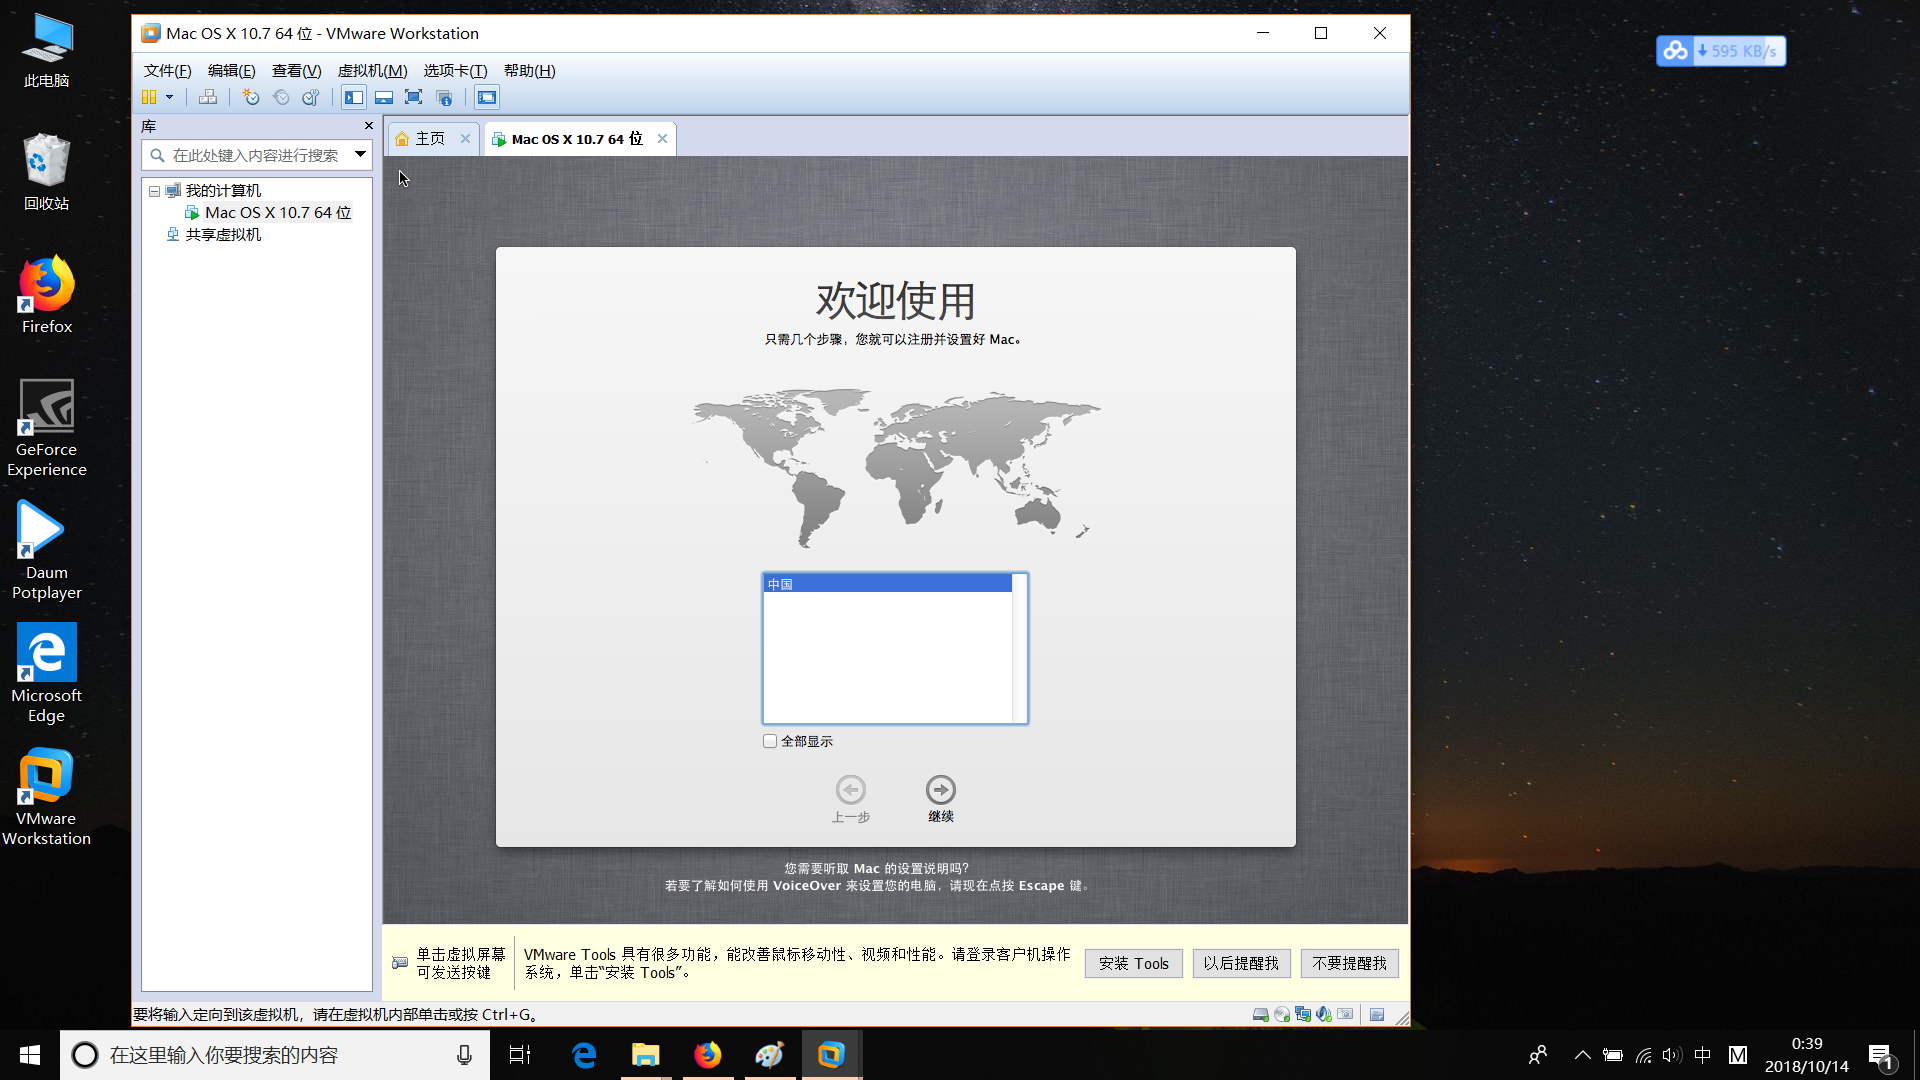 此电脑
回收站
Firefox
GeForce
Experience
Daum
Potplayer
Microsoft
Edge
VMware
Workstation
Mac OS X 10.7 64 位 - VMware Workstation
文件(F) 编辑(E) 查看(V) 虚拟机(M) 选项卡(T) 帮助(H)
库
在此处键入内容进行搜索
我的计算机
Mac OS X 10.7 64 位
共享虚拟机
主页
Mac OS X 10.7 64 位
欢迎使用
只需几个步骤，您就可以注册并设置好 Mac。
中国
全部显示
上一步
继续
您需要听取 Mac 的设置说明吗？
若要了解如何使用 VoiceOver 来设置您的电脑，请现在点按 Escape 键。
单击虚拟屏幕
可发送按键
VMware Tools 具有很多功能，能改善鼠标移动性、视频和性能。请登录客户机操作
系统，单击“安装 Tools”。
安装 Tools
以后提醒我
不要提醒我
要将输入定向到该虚拟机，请在虚拟机内部单击或按 Ctrl+G。
595 KB/s
在这里输入你要搜索的内容
中
M
0:39
2018/10/14
1